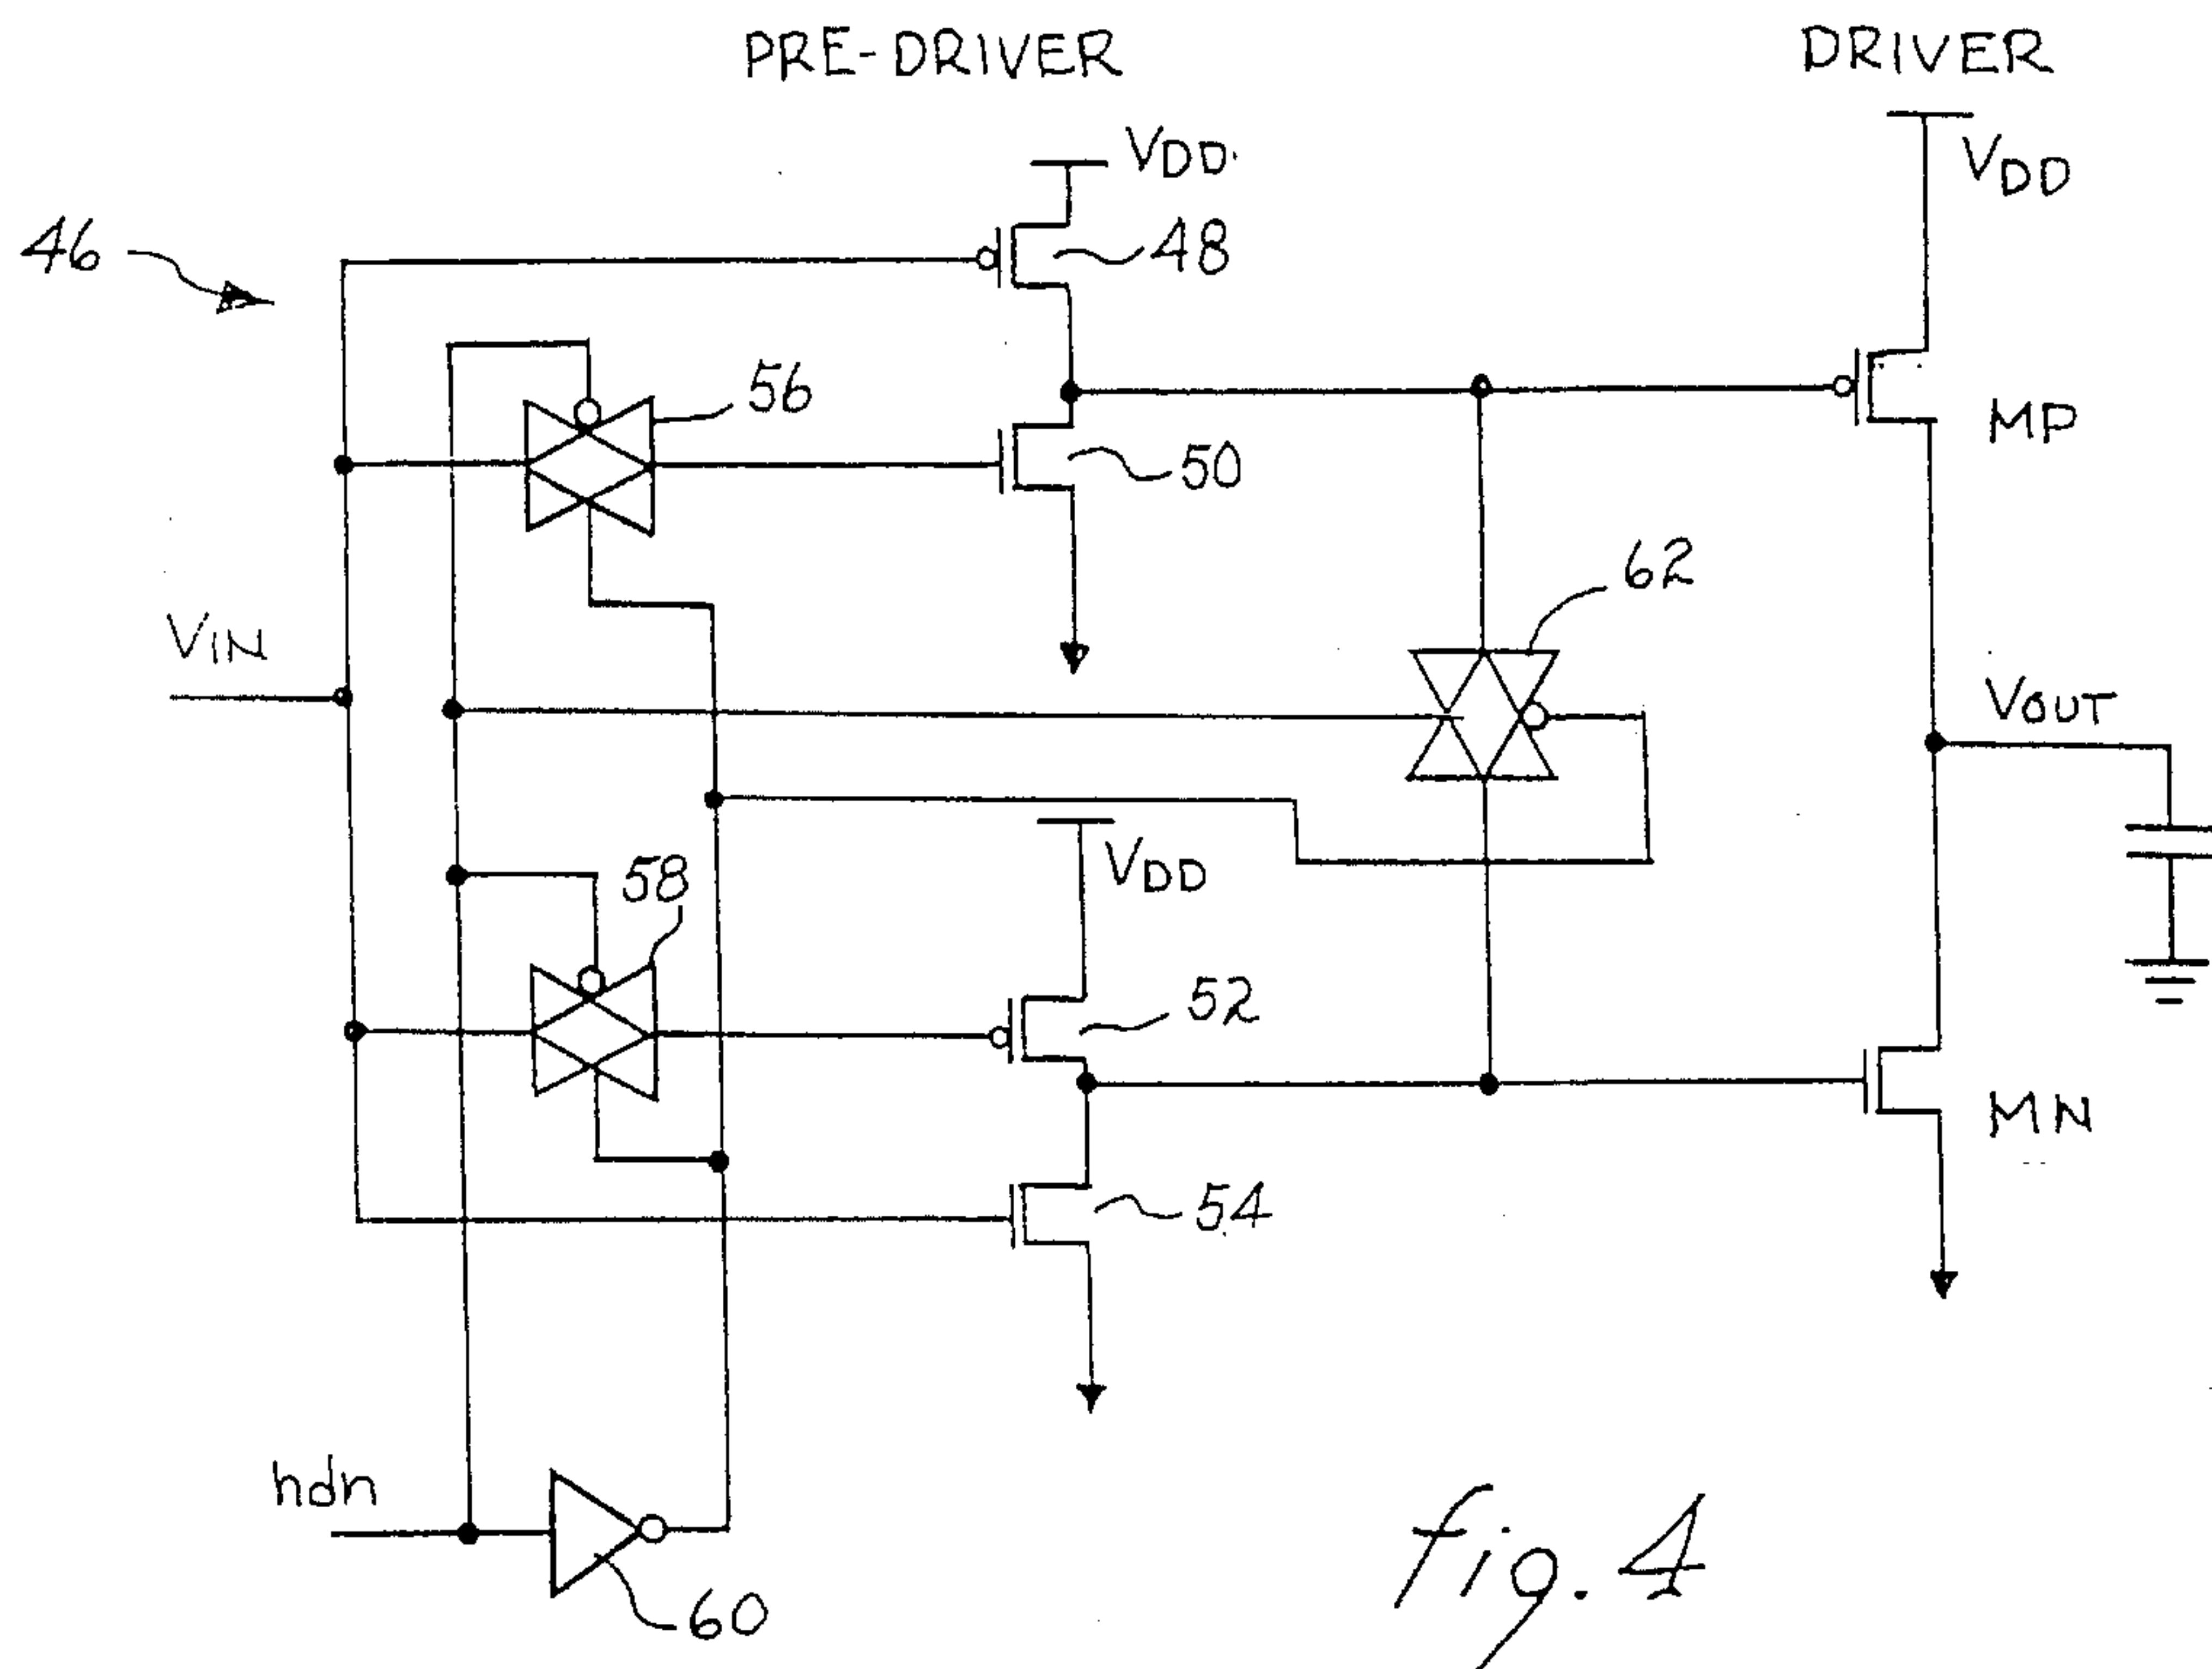 PRE-DRIVER
DRIVER
VDD
VDD
46
48
56
MP
50
62
VIN
VOUT
58
VDD
52
MN
54
hdn
60
fig. 4